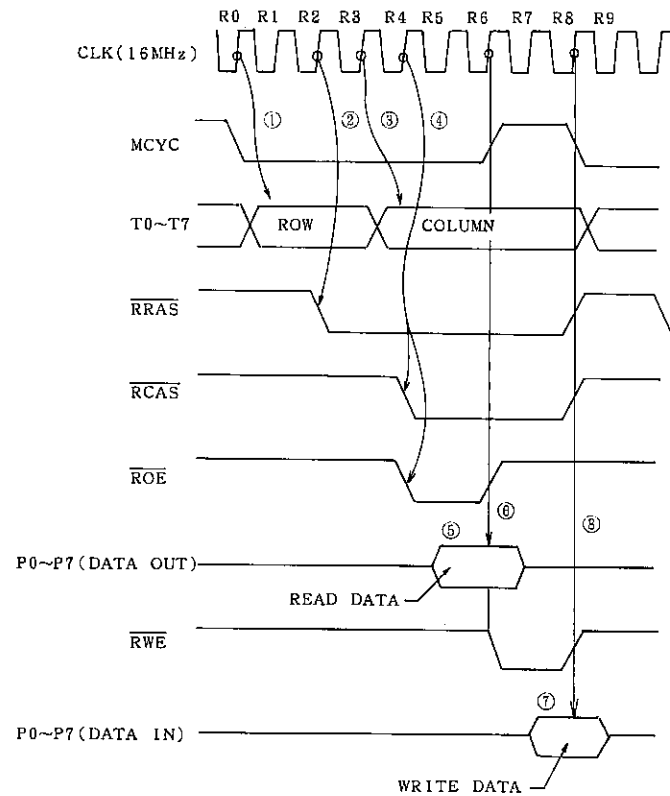 R0 R1 R2 R3 R4 R5 R6 R7 R8 R9
CLK(16MHz)
① ② ③ ④
MCYC
T0~T7 ROW COLUMN
RRAS
RCAS
ROE
⑤ ⑥ ⑧
P0~P7(DATA OUT)
READ DATA
RWE
⑦
P0~P7(DATA IN)
WRITE DATA